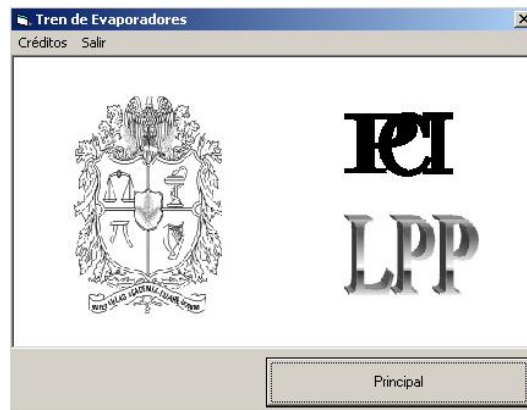 Tren de Evaporadores
Créditos Salir
PCI
LPP
Principal